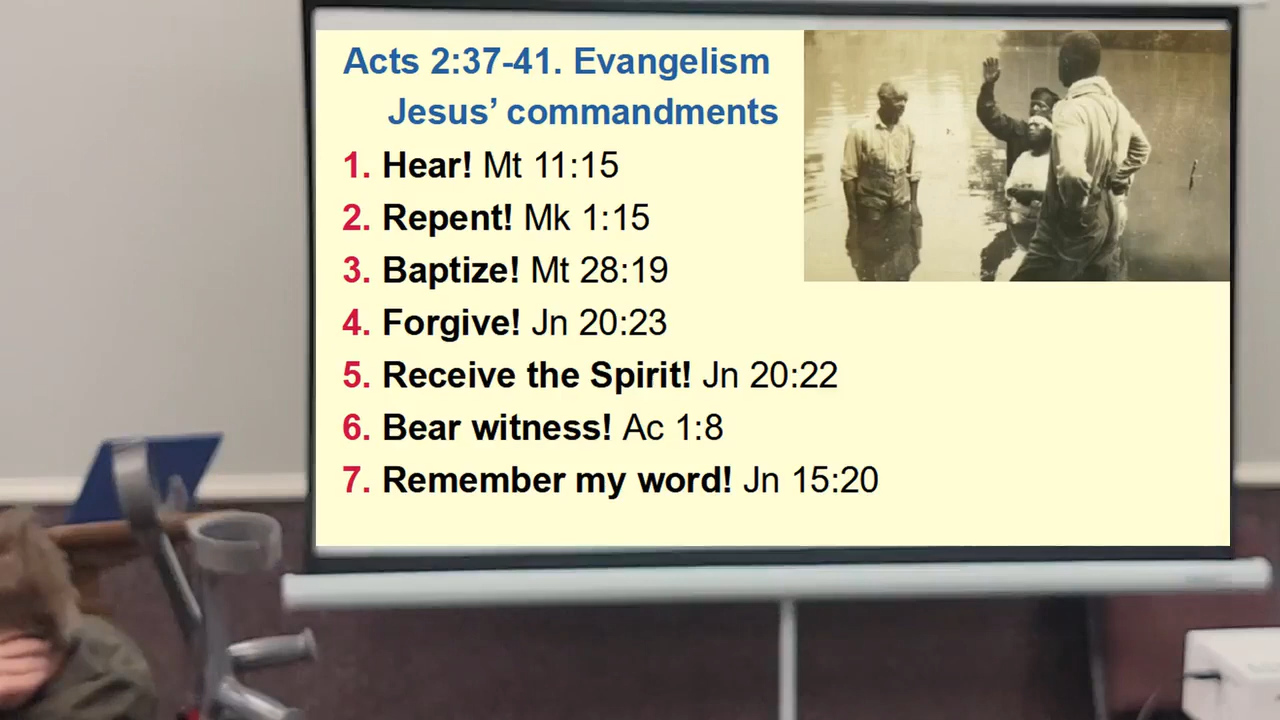 Acts 2:37-41. Evangelism
Jesus’ commandments
1. Hear! Mt 11:15
2. Repent! Mk 1:15
3. Baptize! Mt 28:19
4. Forgive! Jn 20:23
5. Receive the Spirit! Jn 20:22
6. Bear witness! Ac 1:8
7. Remember my word! Jn 15:20